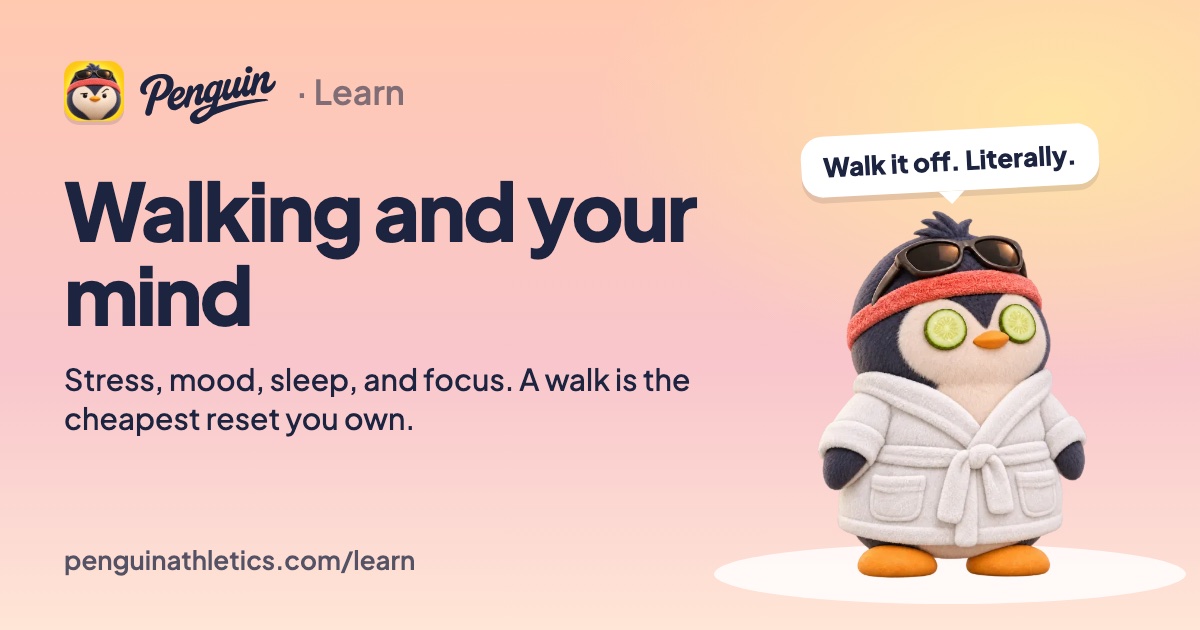 Penguin · Learn
Walk it off. Literally.
Walking and your
mind
Stress, mood, sleep, and focus. A walk is the
cheapest reset you own.
penguinathletics.com/learn